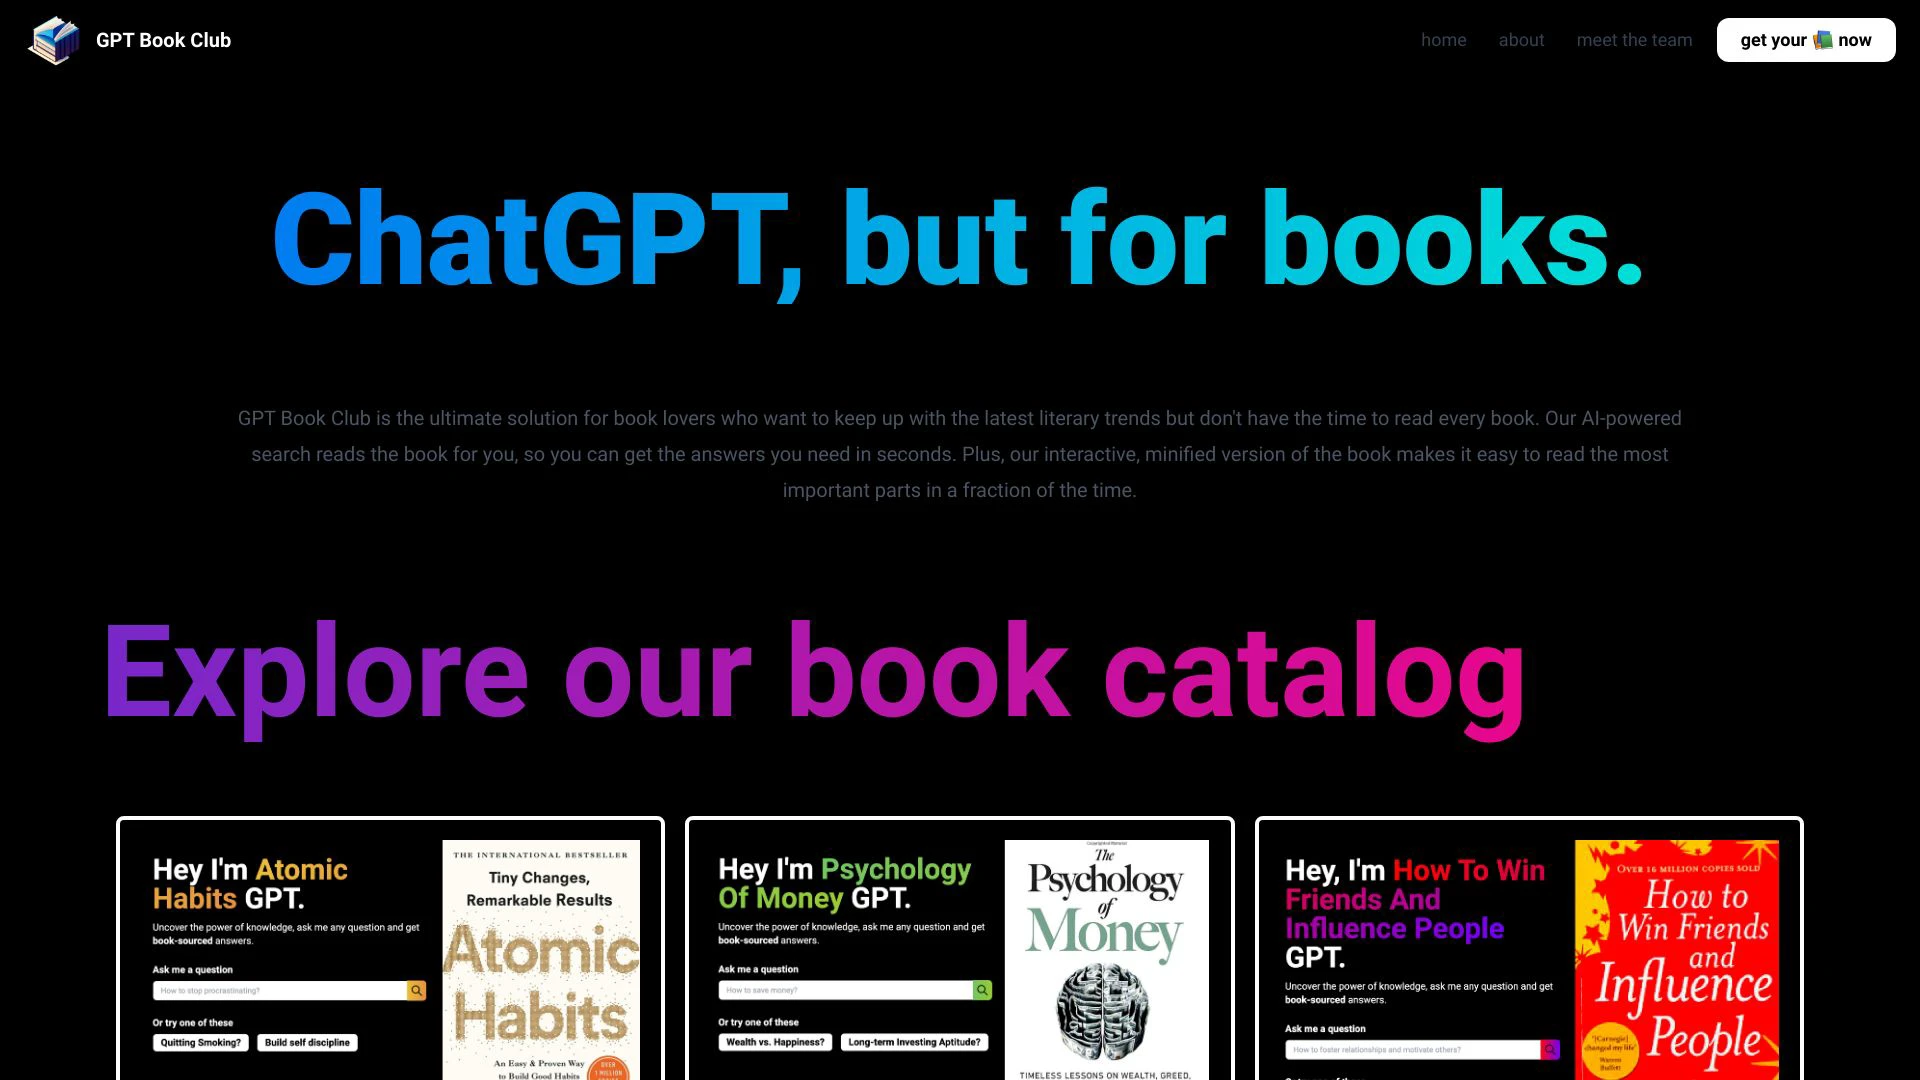 GPT Book Club
home
about
meet the team
get your now
ChatGPT, but for books.
GPT Book Club is the ultimate solution for book lovers who want to keep up with the latest literary trends but don't have the time to read every book. Our AI-powered
search reads the book for you, so you can get the answers you need in seconds. Plus, our interactive, minified version of the book makes it easy to read the most
important parts in a fraction of the time.
Explore our book catalog
Hey I'm Atomic
Habits GPT.
Uncover the power of knowledge, ask me any question and get
book-sourced answers.
Ask me a question
How to stop procrastinating?
Or try one of these
Quitting Smoking?
Build self discipline
THE INTERNATIONAL BESTSELLER
Tiny Changes,
Remarkable Results
Atomic
Habits
An Easy & Proven Way
to Build Good Habits
OVER
1 MILLION
Hey I'm Psychology
Of Money GPT.
Uncover the power of knowledge, ask me any question and get
book-sourced answers.
Ask me a question
How to save money?
Or try one of these
Wealth vs. Happiness?
Long-term Investing Aptitude?
Copyrighted Material
The
Psychology
of
Money
TIMELESS LESSONS ON WEALTH, GREED,
Hey, I'm How To Win
Friends And
Influence People
GPT.
Uncover the power of knowledge, ask me any question and get
book-sourced answers.
Ask me a question
How to foster relationships and motivate others?
OVER 16 MILLION COPIES SOLD
How to
Win Friends
and
Influence
People
"[Carnegie]
changed my life"
Warren
Buffett